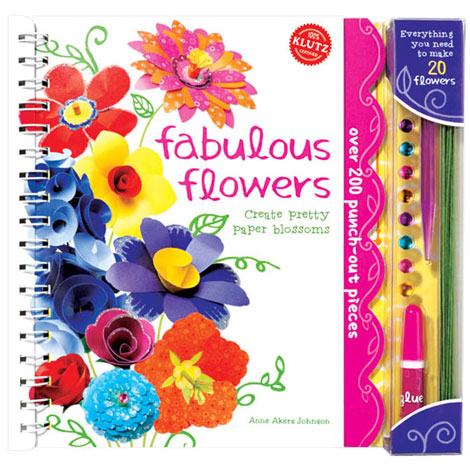 100%
KLUTZ
CERTIFIED
fabulous
flowers
Create pretty
paper blossoms
Anne Akers Johnson
over 200 punch-out pieces
Everything
you need
to make
20
flowers
glue